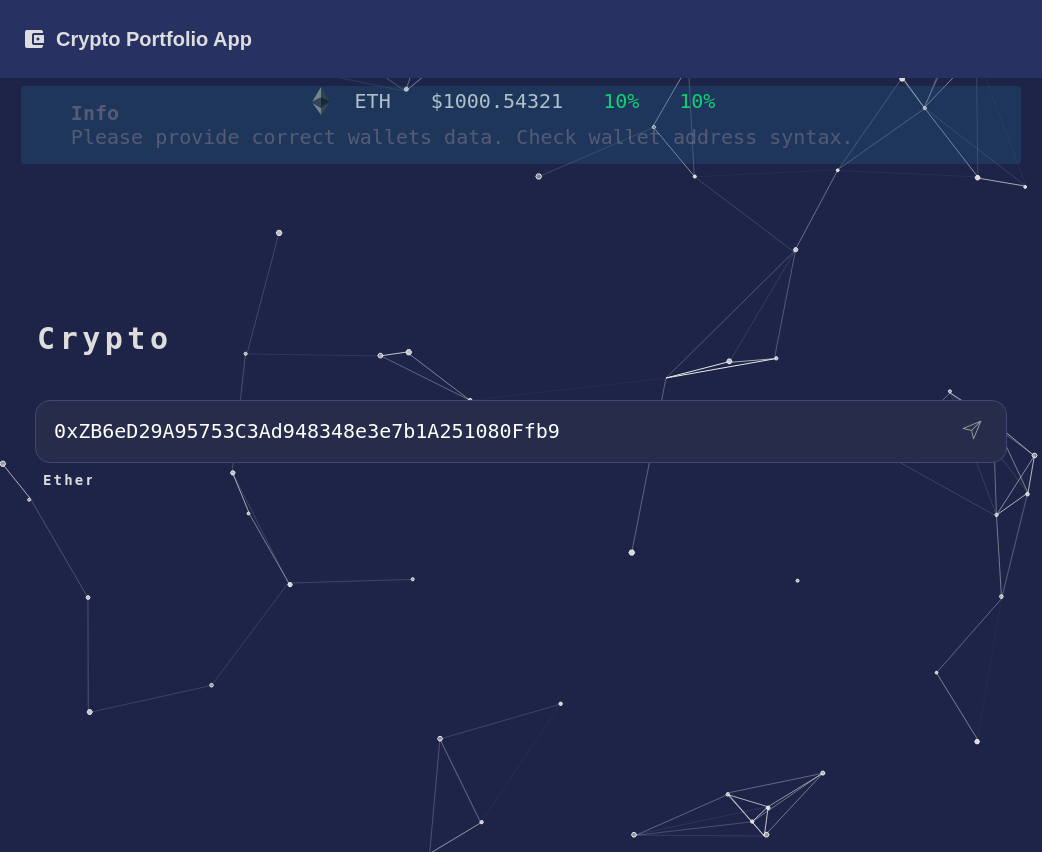 Crypto Portfolio App
ETH $1000.54321 10% 10%
Info
Please provide correct wallets data. Check wallet address syntax.
Crypto
0xZB6eD29A95753C3Ad948348e3e7b1A251080Ffb9
Ether